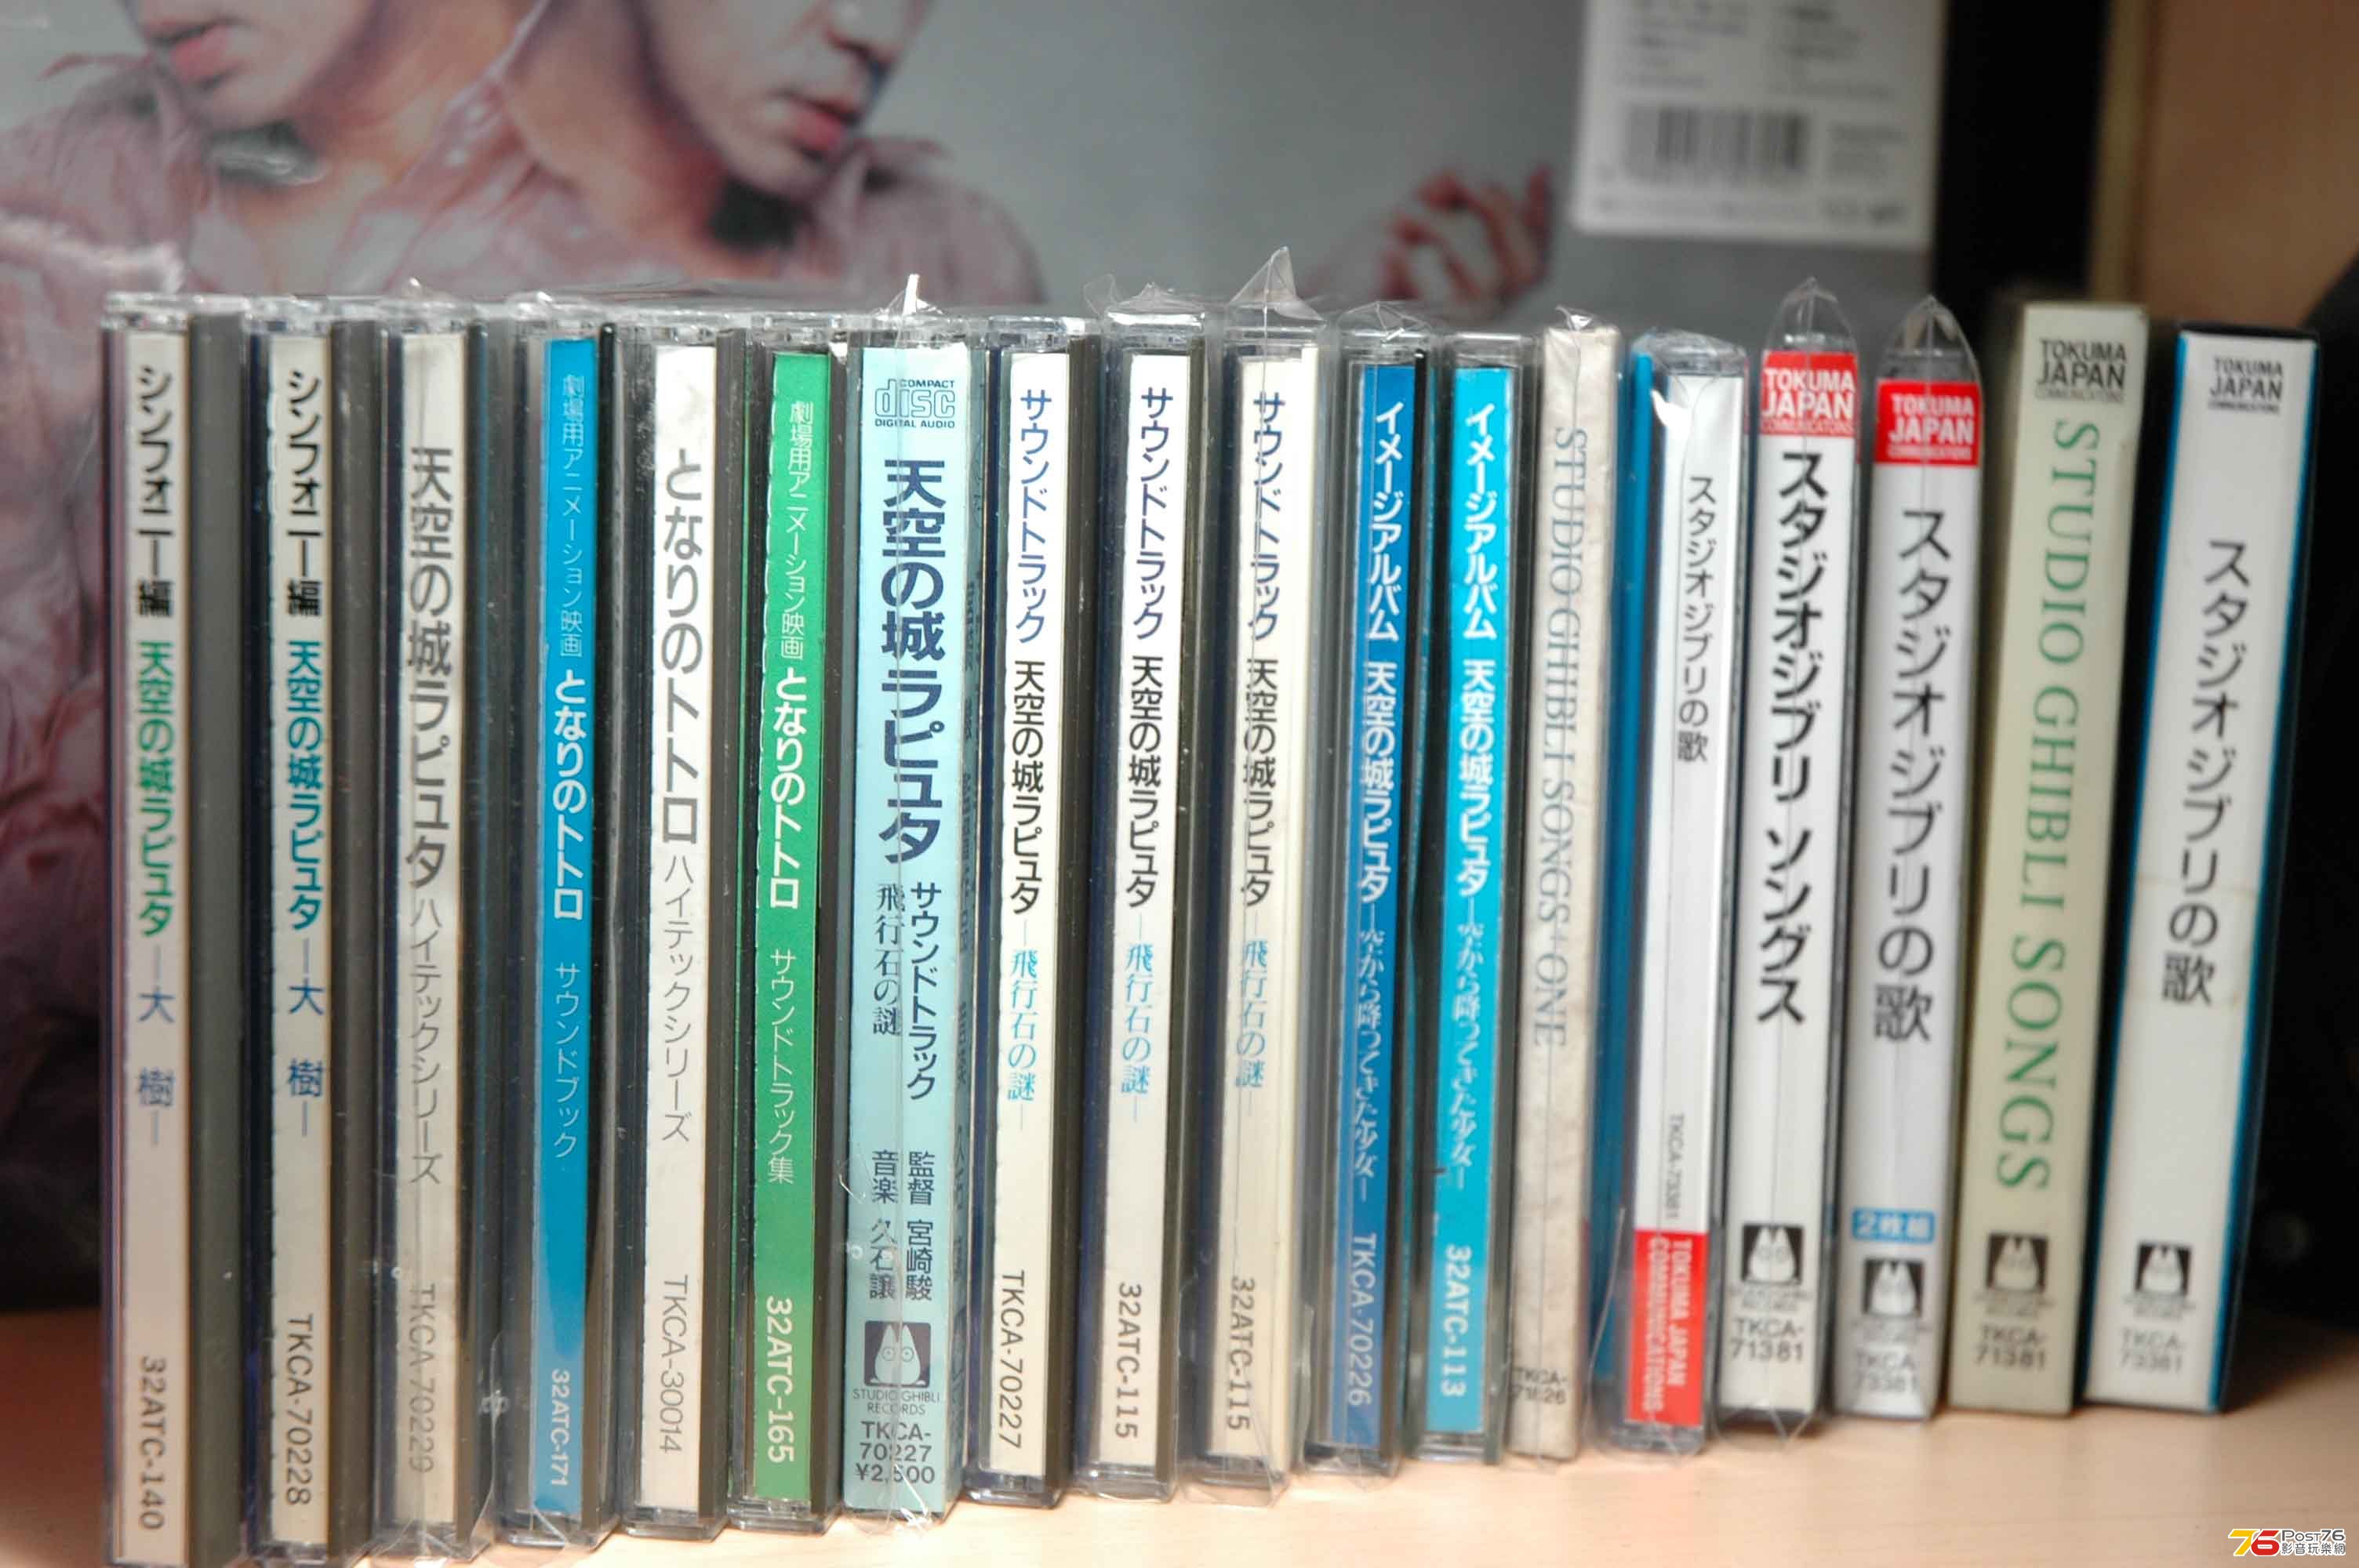 シンフォニー編 天空の城ラピュタ―大 樹― 32ATC-140
シンフォニー編 天空の城ラピュタ―大 樹― TKCA-70228
天空の城ラピュタ ハイテックシリーズ TKCA-70229
劇場用アニメーション映画 となりのトトロ サウンドブック 32ATC-171
となりのトトロ ハイテックシリーズ TKCA-30014
劇場用アニメーション映画 となりのトトロ サウンドトラック集 32ATC-165
COMPACT
disc
DIGITAL AUDIO
天空の城ラピュタ
サウンドトラック
飛行石の謎
監督 宮崎駿
音楽 久石譲
STUDIO GHIBLI
RECORDS
TKCA-
70227
¥2,500
サウンドトラック 天空の城ラピュタ―飛行石の謎― TKCA-70227
サウンドトラック 天空の城ラピュタ―飛行石の謎― 32ATC-115
サウンドトラック 天空の城ラピュタ―飛行石の謎― 32ATC-115
イメージアルバム 天空の城ラピュタ―空から降ってきた少女― TKCA-70226
イメージアルバム 天空の城ラピュタ―空から降ってきた少女― 32ATC-113
STUDIO GHIBLI SONGS+ONE
TKCA-
71826
スタジオジブリの歌 TKCA-73381
TOKUMA JAPAN
COMMUNICATIONS
TOKUMA
JAPAN
COMMUNICATIONS
スタジオジブリ ソングス
RECORDS
TKCA-
71381
TOKUMA
JAPAN
COMMUNICATIONS
スタジオジブリの歌
2枚組
RECORDS
TKCA-
73381
TOKUMA
JAPAN
COMMUNICATIONS
STUDIO GHIBLI SONGS
RECORDS
TKCA-
71381
TOKUMA
JAPAN
COMMUNICATIONS
スタジオジブリの歌
RECORDS
TKCA-
73381
76 Post76
影音玩樂網